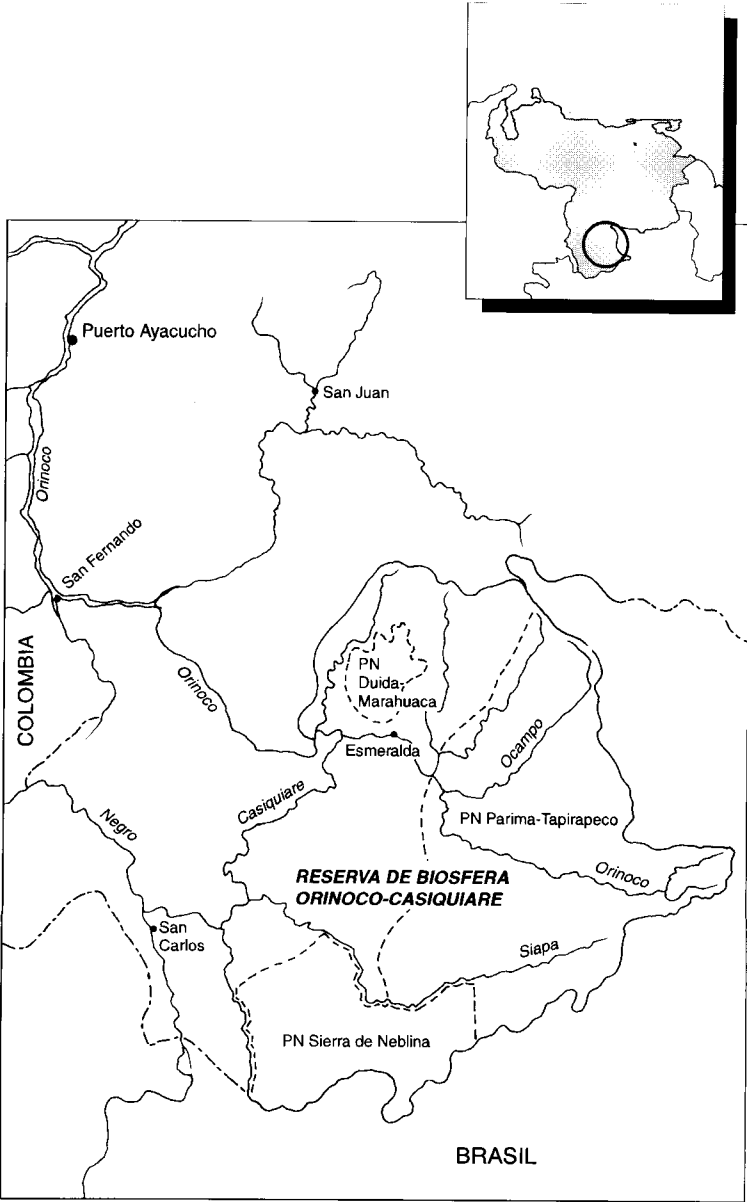 Puerto Ayacucho
San Juan
Orinoco
San Fernando
COLOMBIA
Orinoco
PN
Duida-
Marahuaca
Esmeralda
Ocampo
Casiquiare
Negro
PN Parima-Tapirapeco
Orinoco
RESERVA DE BIOSFERA
ORINOCO-CASIQUIARE
San
Carlos
Siapa
PN Sierra de Neblina
BRASIL